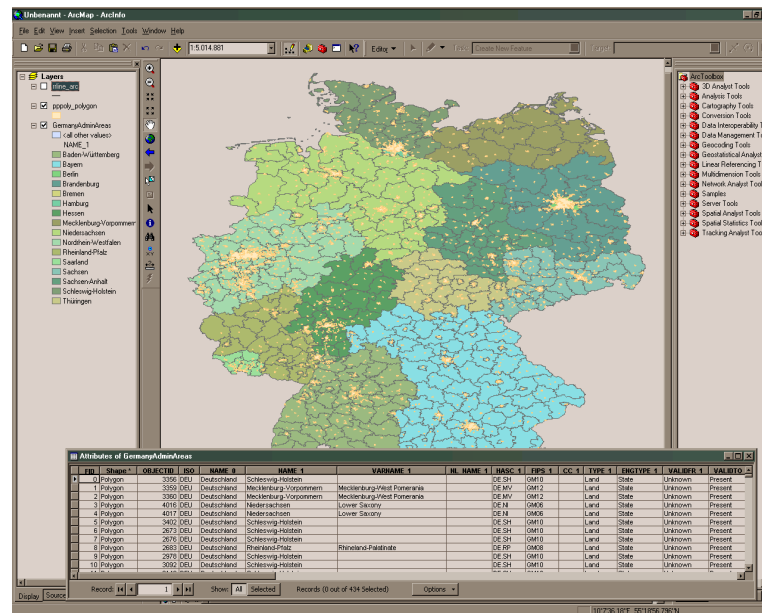 Unbenannt - ArcMap - ArcInfo
File Edit View Insert Selection Tools Window Help
1:5.014.881
Editor
Task: Create New Feature
Target:
Layers
pppoly_polygon
GermanyAdminAreas
<all other values>
NAME_1
Baden-Württemberg
Bayern
Berlin
Brandenburg
Bremen
Hamburg
Hessen
Mecklenburg-Vorpommern
Niedersachsen
Nordrhein-Westfalen
Rheinland-Pfalz
Saarland
Sachsen
Sachsen-Anhalt
Schleswig-Holstein
Thüringen
Display Source
ArcToolbox
3D Analyst Tools
Analysis Tools
Cartography Tools
Conversion Tools
Data Interoperability T
Data Management To
Geocoding Tools
Geostatistical Analyst
Linear Referencing T
Multidimension Tools
Network Analyst Tool
Samples
Server Tools
Spatial Analyst Tools
Spatial Statistics Tool
Tracking Analyst Too
Attributes of GermanyAdminAreas
FID Shape * OBJECTID ISO NAME_0 NAME_1 VARNAME_1 NL_NAME_1 HASC_1 FIPS_1 CC_1 TYPE_1 ENGTYPE_1 VALIDFR_1 VALIDTO
0 Polygon 3356 DEU Deutschland Schleswig-Holstein DE.SH GM10 Land State Unknown Present
1 Polygon 3359 DEU Deutschland Mecklenburg-Vorpommern Mecklenburg-West Pomerania DE.MV GM12 Land State Unknown Present
2 Polygon 3360 DEU Deutschland Mecklenburg-Vorpommern Mecklenburg-West Pomerania DE.MV GM12 Land State Unknown Present
3 Polygon 4016 DEU Deutschland Niedersachsen Lower Saxony DE.NI GM06 Land State Unknown Present
4 Polygon 4017 DEU Deutschland Niedersachsen Lower Saxony DE.NI GM06 Land State Unknown Present
5 Polygon 3402 DEU Deutschland Schleswig-Holstein DE.SH GM10 Land State Unknown Present
6 Polygon 2673 DEU Deutschland Schleswig-Holstein DE.SH GM10 Land State Unknown Present
7 Polygon 2676 DEU Deutschland Schleswig-Holstein DE.SH GM10 Land State Unknown Present
8 Polygon 2683 DEU Deutschland Rheinland-Pfalz Rhineland-Palatinate DE.RP GM08 Land State Unknown Present
9 Polygon 2978 DEU Deutschland Schleswig-Holstein DE.SH GM10 Land State Unknown Present
10 Polygon 3092 DEU Deutschland Schleswig-Holstein DE.SH GM10 Land State Unknown Present
Record: 1 Show: All Selected Records (0 out of 434 Selected) Options